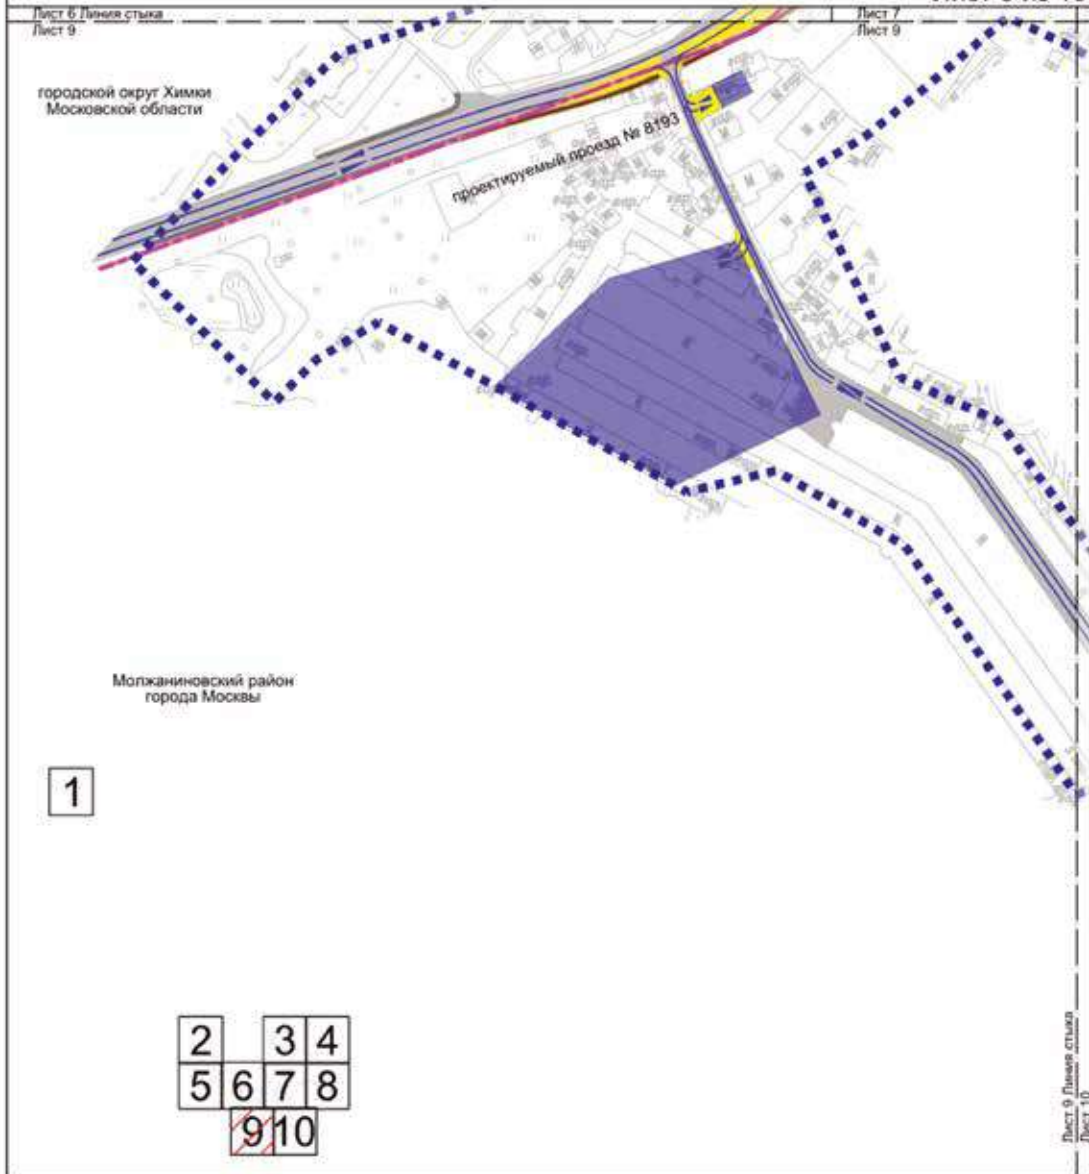 Лист 6 Линия стыка
Лист 9
Лист 7
Лист 9
городской округ Химки
Московской области
проектируемый проезд № 8193
Молжаниновский район
города Москвы
1
2 3 4
5 6 7 8
9 10
Лист 9 Линия стыка
Лист 10